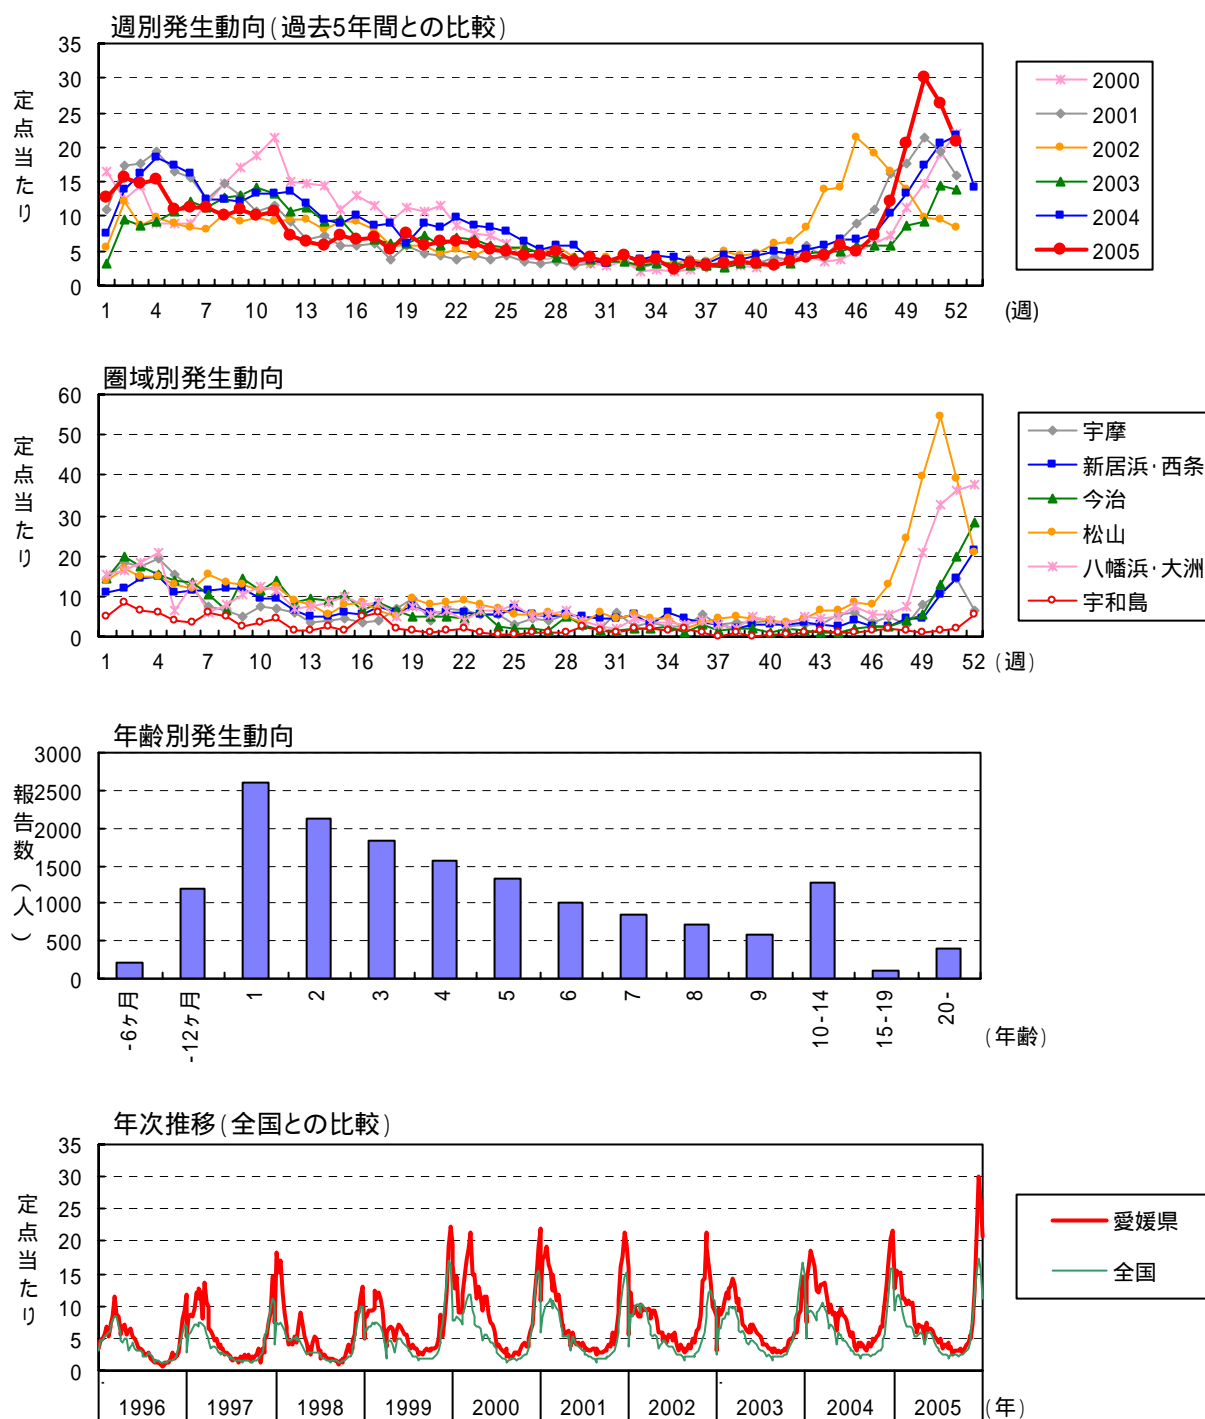 週別発生動向(過去5年間との比較)
定点当たり
35
30
25
20
15
10
5
0
1 4 7 10 13 16 19 22 25 28 31 34 37 40 43 46 49 52 (週)
2000
2001
2002
2003
2004
2005
圏域別発生動向
定点当たり
60
50
40
30
20
10
0
1 4 7 10 13 16 19 22 25 28 31 34 37 40 43 46 49 52 (週)
宇摩
新居浜・西条
今治
松山
八幡浜・大洲
宇和島
年齢別発生動向
報告数(人)
3000
2500
2000
1500
1000
500
0
-6ヶ月 -12ヶ月 1 2 3 4 5 6 7 8 9 10-14 15-19 20- (年齢)
年次推移(全国との比較)
定点当たり
35
30
25
20
15
10
5
0
1996 1997 1998 1999 2000 2001 2002 2003 2004 2005 (年)
愛媛県
全国